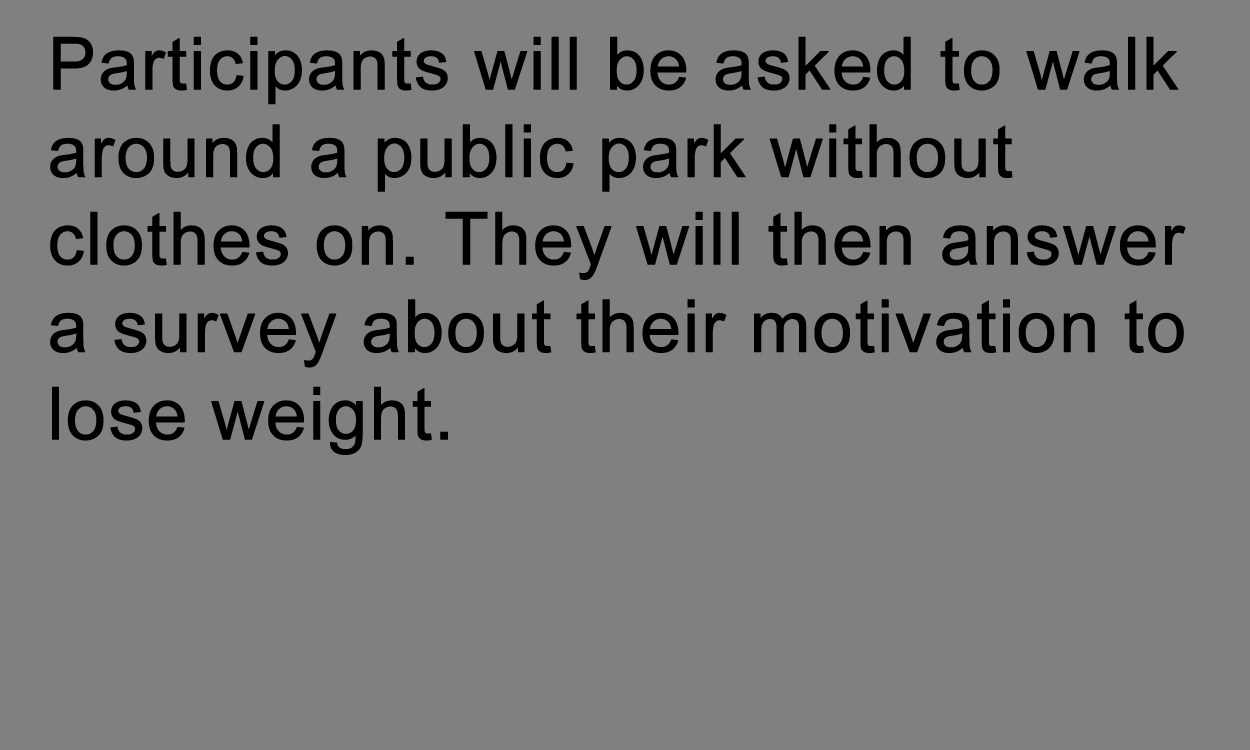 Participants will be asked to walk
around a public park without
clothes on. They will then answer
a survey about their motivation to
lose weight.